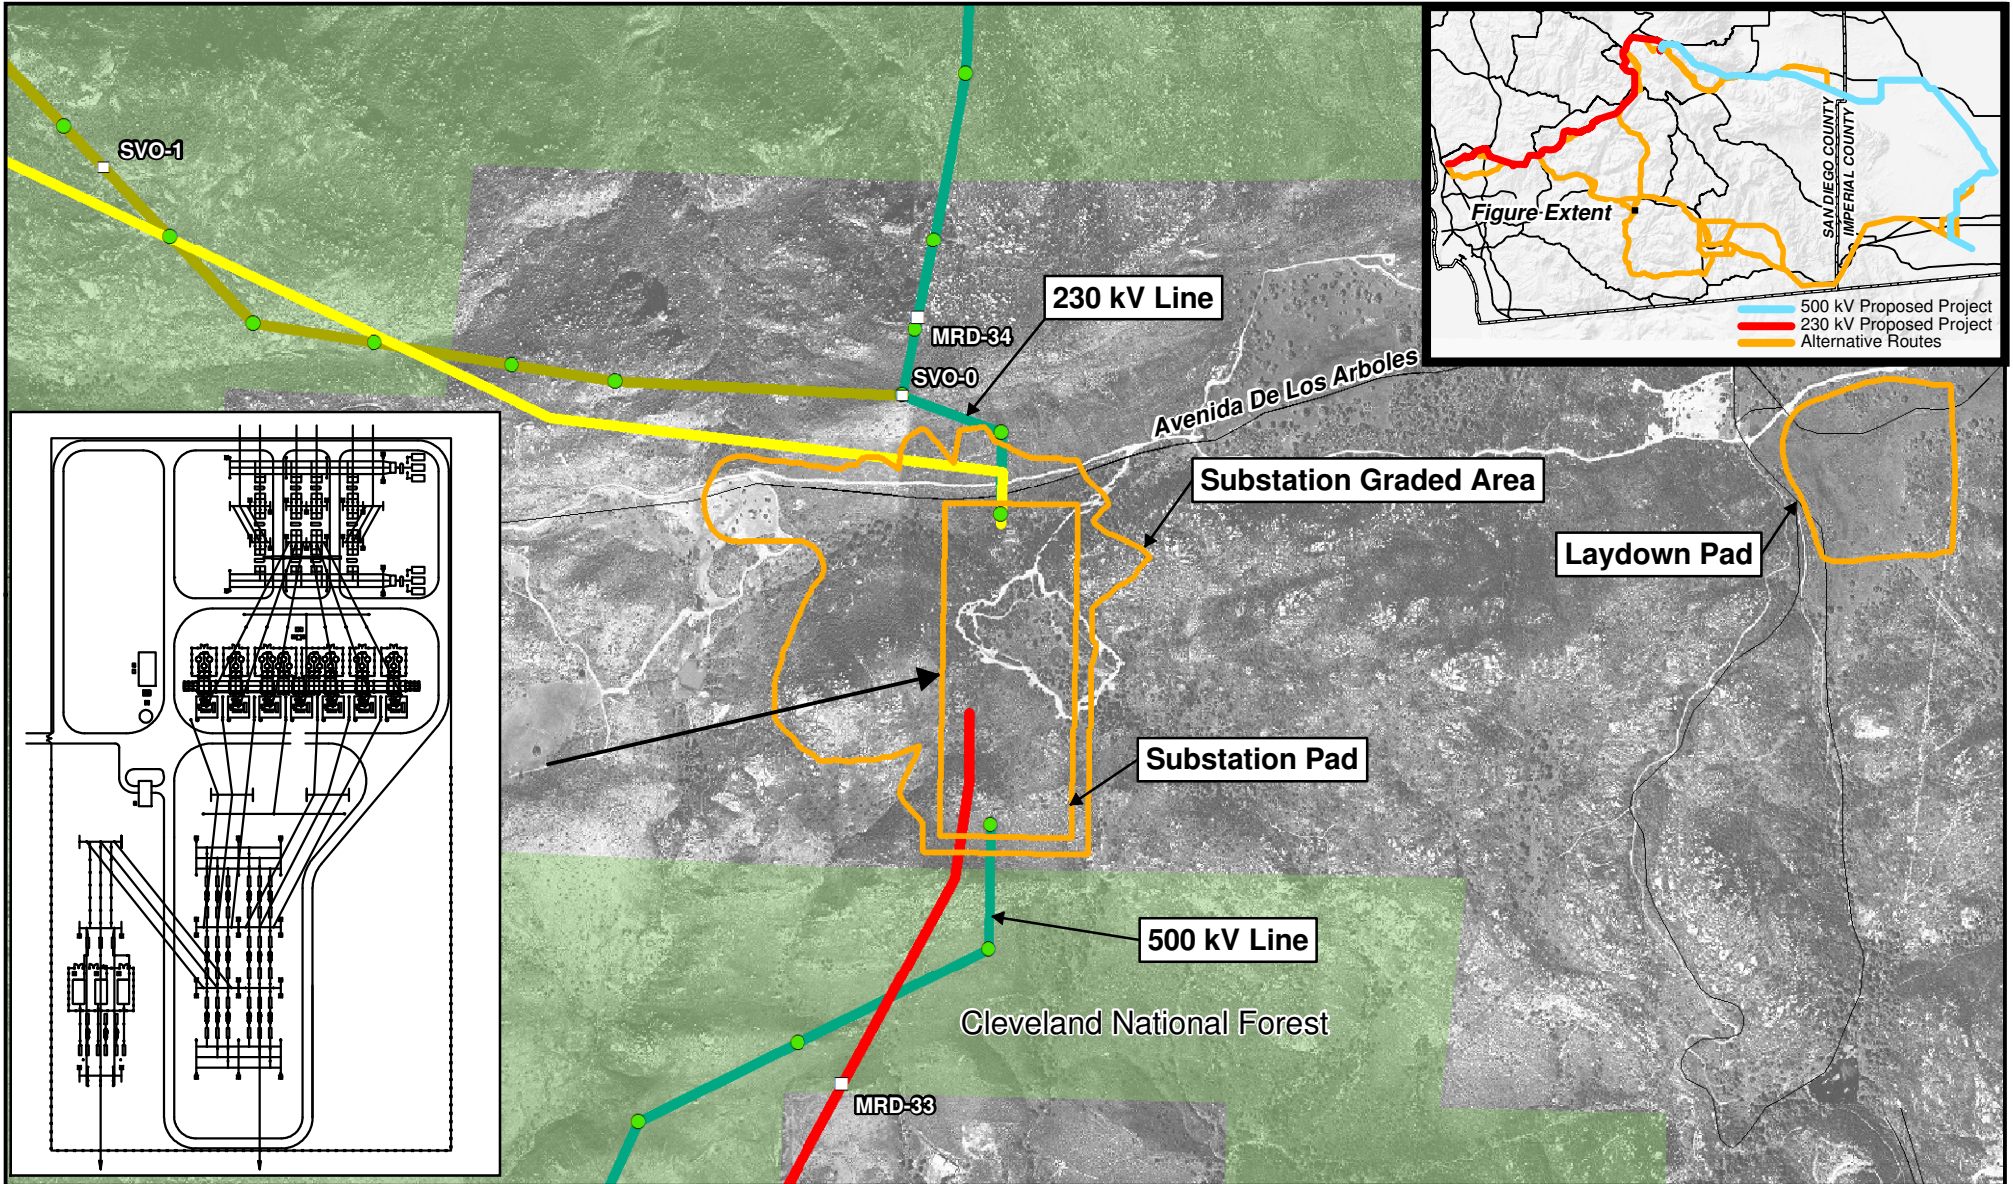 SVO-1
230 kV Line
MRD-34
SVO-0
Avenida De Los Arboles
Substation Graded Area
Laydown Pad
Substation Pad
500 kV Line
Cleveland National Forest
MRD-33
SAN DIEGO COUNTY
IMPERIAL COUNTY
Figure Extent
500 kV Proposed Project
230 kV Proposed Project
Alternative Routes